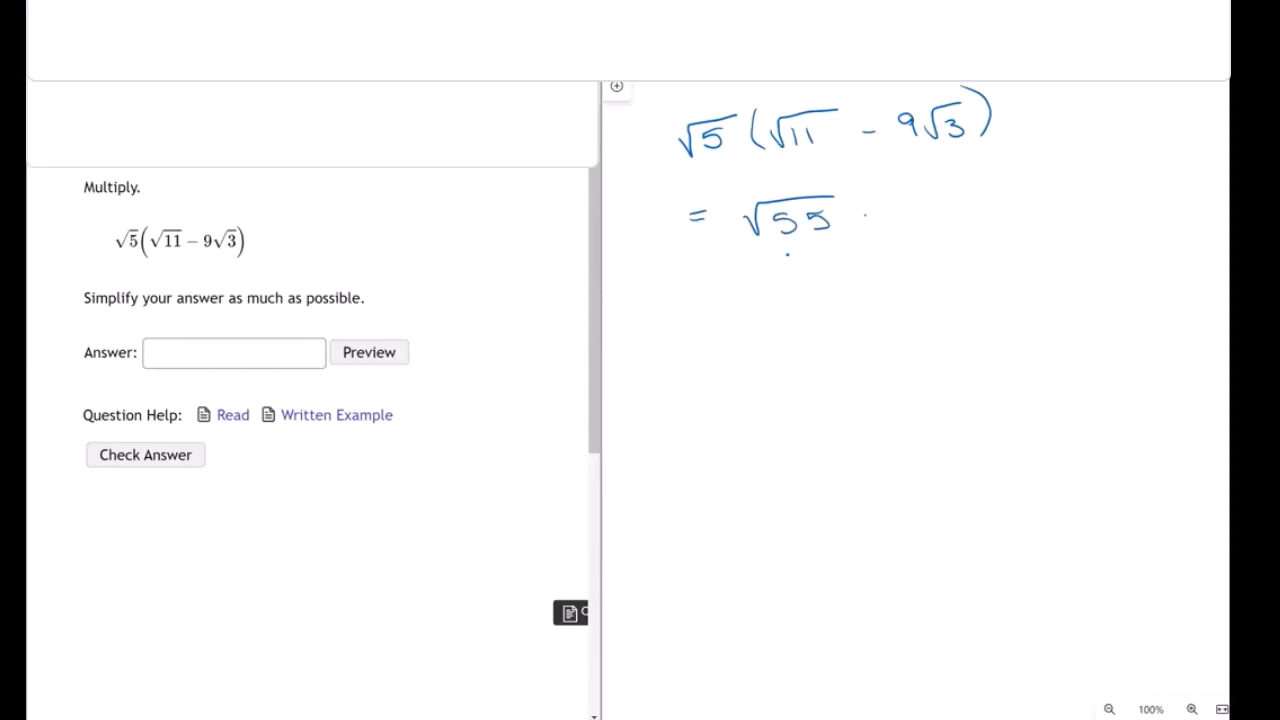 Multiply.
√5(√11 − 9√3)
Simplify your answer as much as possible.
Answer:
Preview
Question Help: Read Written Example
Check Answer
√5 (√11 − 9√3)
= √55
100%